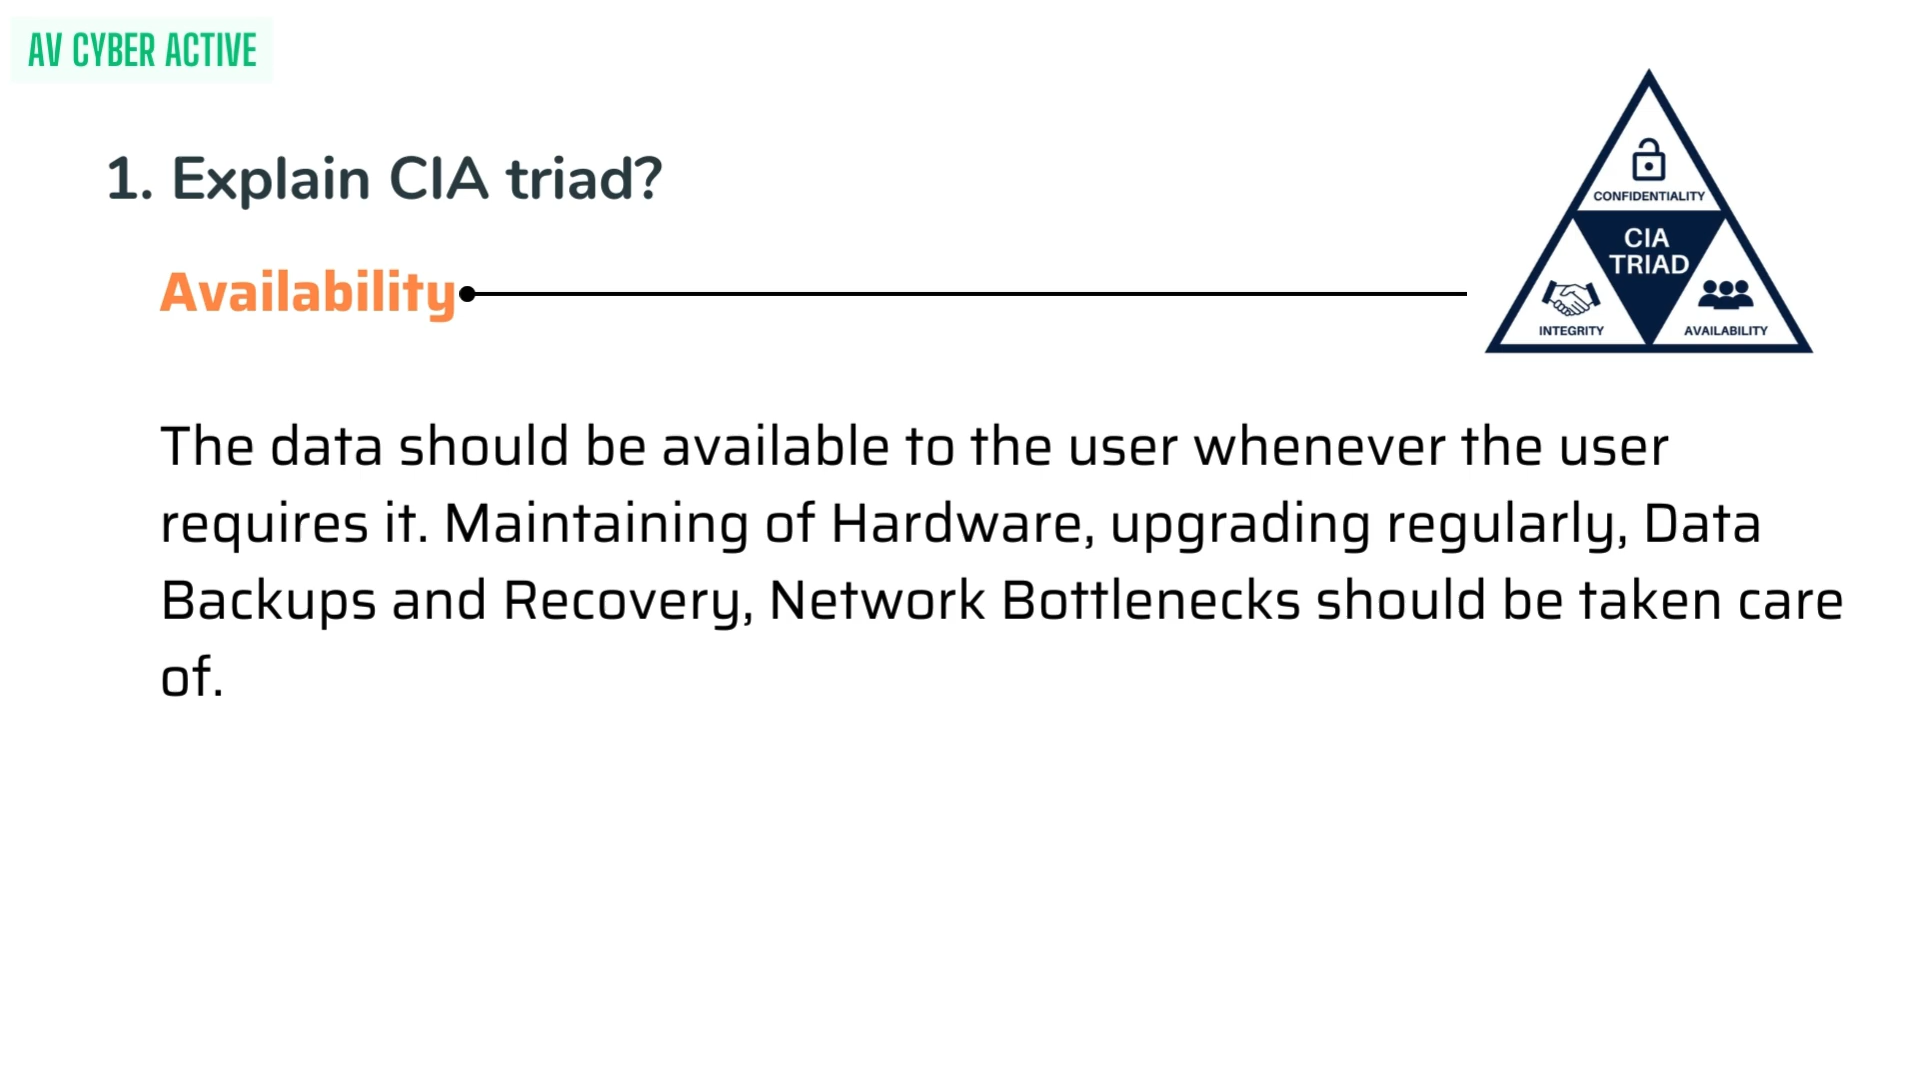 AV CYBER ACTIVE
1. Explain CIA triad?
Availability
CONFIDENTIALITY
CIA
TRIAD
INTEGRITY
AVAILABILITY
The data should be available to the user whenever the user
requires it. Maintaining of Hardware, upgrading regularly, Data
Backups and Recovery, Network Bottlenecks should be taken care
of.